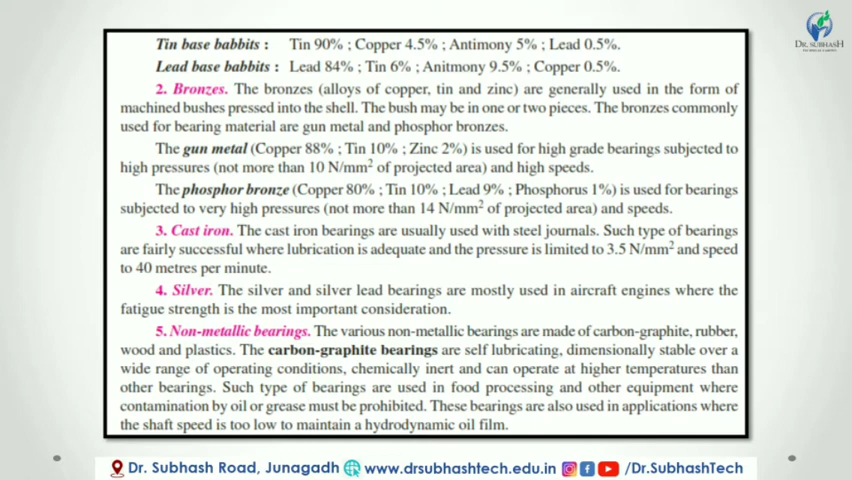 DR. SUBHASH
TECHNICAL CAMPUS
Tin base babbits : Tin 90% ; Copper 4.5% ; Antimony 5% ; Lead 0.5%.
Lead base babbits : Lead 84% ; Tin 6% ; Anitmony 9.5% ; Copper 0.5%.
2. Bronzes. The bronzes (alloys of copper, tin and zinc) are generally used in the form of
machined bushes pressed into the shell. The bush may be in one or two pieces. The bronzes commonly
used for bearing material are gun metal and phosphor bronzes.
The gun metal (Copper 88% ; Tin 10% ; Zinc 2%) is used for high grade bearings subjected to
high pressures (not more than 10 N/mm² of projected area) and high speeds.
The phosphor bronze (Copper 80% ; Tin 10% ; Lead 9% ; Phosphorus 1%) is used for bearings
subjected to very high pressures (not more than 14 N/mm² of projected area) and speeds.
3. Cast iron. The cast iron bearings are usually used with steel journals. Such type of bearings
are fairly successful where lubrication is adequate and the pressure is limited to 3.5 N/mm² and speed
to 40 metres per minute.
4. Silver. The silver and silver lead bearings are mostly used in aircraft engines where the
fatigue strength is the most important consideration.
5. Non-metallic bearings. The various non-metallic bearings are made of carbon-graphite, rubber,
wood and plastics. The carbon-graphite bearings are self lubricating, dimensionally stable over a
wide range of operating conditions, chemically inert and can operate at higher temperatures than
other bearings. Such type of bearings are used in food processing and other equipment where
contamination by oil or grease must be prohibited. These bearings are also used in applications where
the shaft speed is too low to maintain a hydrodynamic oil film.
Dr. Subhash Road, Junagadh www.drsubhashtech.edu.in /Dr.SubhashTech